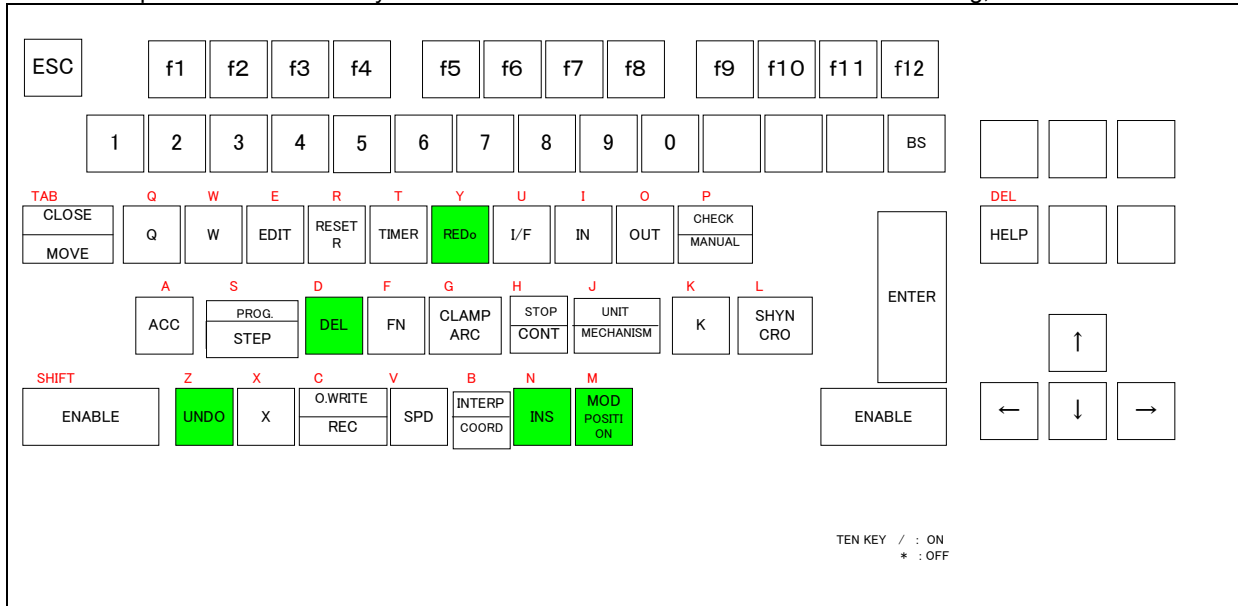 ESC f1 f2 f3 f4 f5 f6 f7 f8 f9 f10 f11 f12
1 2 3 4 5 6 7 8 9 0 BS
TAB Q W E R T Y U I O P DEL
CLOSE
MOVE
Q
W
EDIT
RESET
R
TIMER
REDo
I/F
IN
OUT
CHECK
MANUAL
HELP
ENTER
A S D F G H J K L
ACC
PROG.
STEP
DEL
FN
CLAMP
ARC
STOP
CONT
UNIT
MECHANISM
K
SHYN
CRO
↑
SHIFT Z X C V B N M
ENABLE
UNDO
X
O.WRITE
REC
SPD
INTERP
COORD
INS
MOD
POSITI
ON
ENABLE
← ↓ →
TEN KEY / : ON
* : OFF